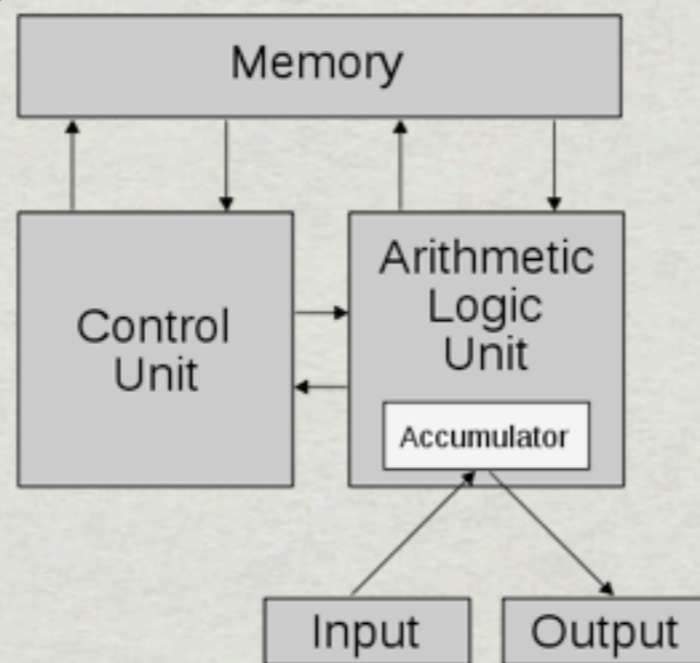 Memory
Control
Unit
Arithmetic
Logic
Unit
Accumulator
Input
Output